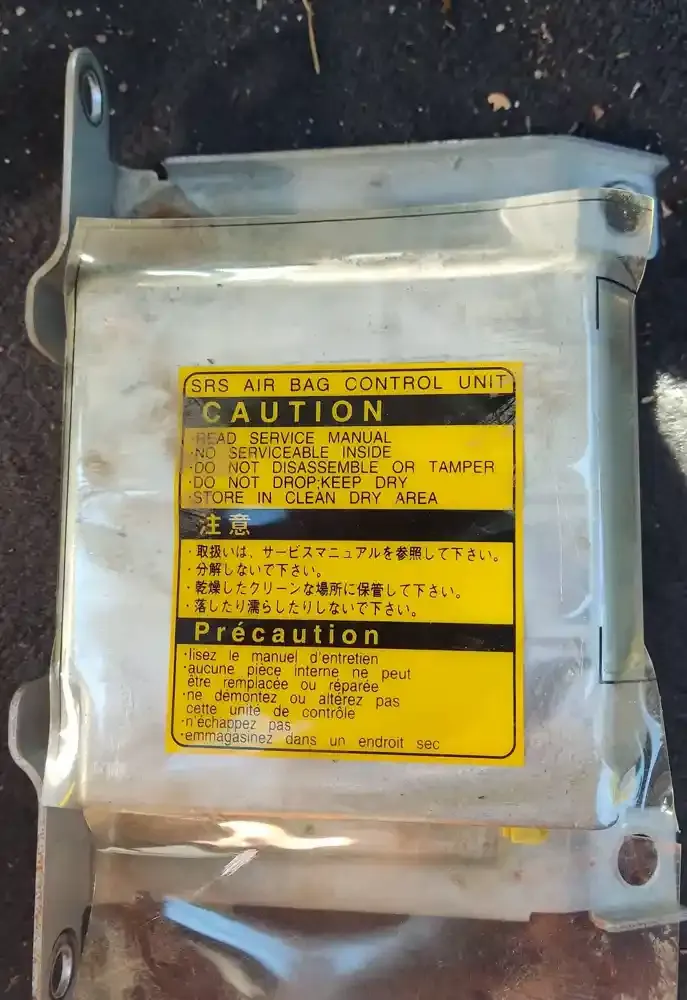 SRS AIR BAG CONTROL UNIT
CAUTION
·READ SERVICE MANUAL
·NO SERVICEABLE INSIDE
·DO NOT DISASSEMBLE OR TAMPER
·DO NOT DROP;KEEP DRY
·STORE IN CLEAN DRY AREA
注意
・取扱いは、サービスマニュアルを参照して下さい。
・分解しないで下さい。
・乾燥したクリーンな場所に保管して下さい。
・落したり濡らしたりしないで下さい。
Précaution
·lisez le manuel d'entretien
·aucune pièce interne ne peut
être remplacée ou réparée
·ne démontez ou altérez pas
cette unité de contrôle
·n'échappez pas
·emmagasinez dans un endroit sec